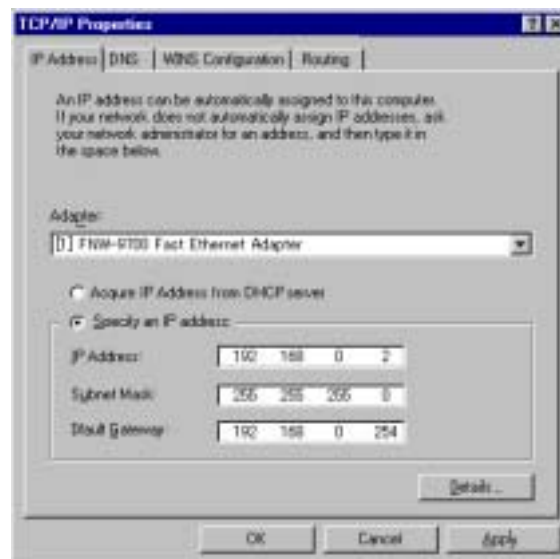 TCP/IP Properties
IP Address DNS WINS Configuration Routing
An IP address can be automatically assigned to this computer.
If your network does not automatically assign IP addresses, ask
your network administrator for an address, and then type it in
the space below.
Adapter:
[1] FNW-9700 Fast Ethernet Adapter
Acquire IP Address from DHCP server
Specify an IP address:
IP Address: 192 168 0 2
Subnet Mask: 255 255 255 0
Dfault Gateway: 192 168 0 254
Details...
OK Cancel Apply